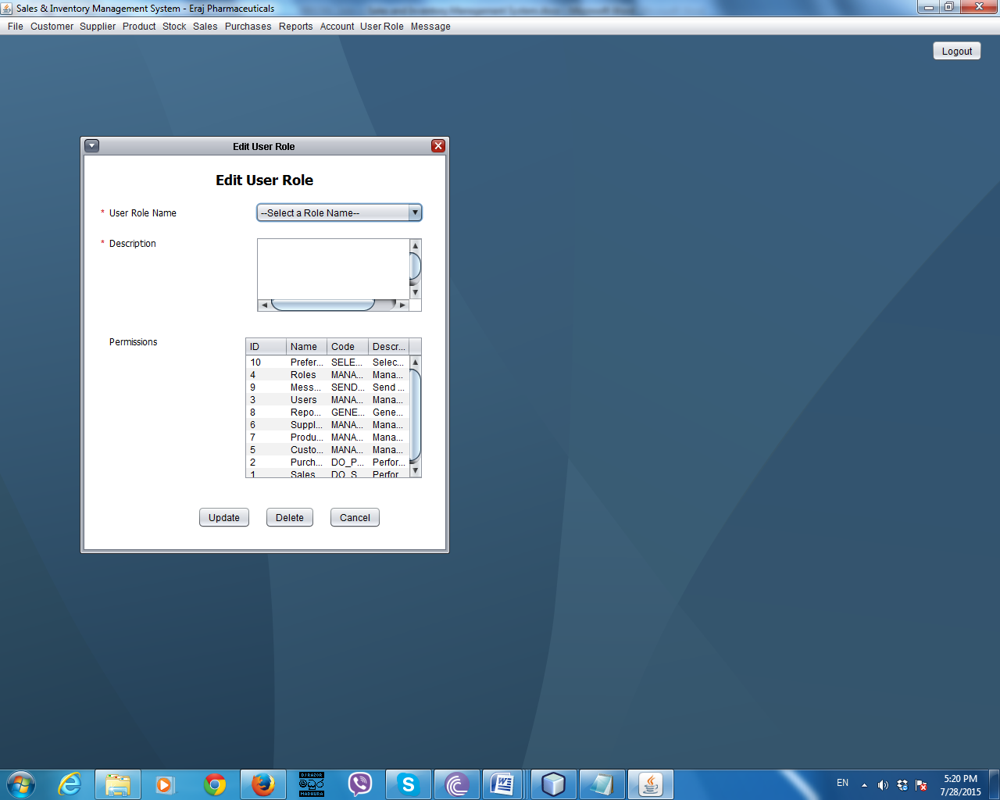 Sales & Inventory Management System - Eraj Pharmaceuticals
File Customer Supplier Product Stock Sales Purchases Reports Account User Role Message
Logout
Edit User Role
Edit User Role
* User Role Name --Select a Role Name--
* Description
Permissions
ID Name Code Descr...
10 Prefer... SELE... Selec...
4 Roles MANA... Mana...
9 Mess... SEND... Send ...
3 Users MANA... Mana...
8 Repo... GENE... Gene...
6 Suppl... MANA... Mana...
7 Produ... MANA... Mana...
5 Custo... MANA... Mana...
2 Purch... DO_P... Perfor...
1 Sales DO_S... Perfor...
Update Delete Cancel
DJ RAZOR
MADHURA
EN
5:20 PM
7/28/2015